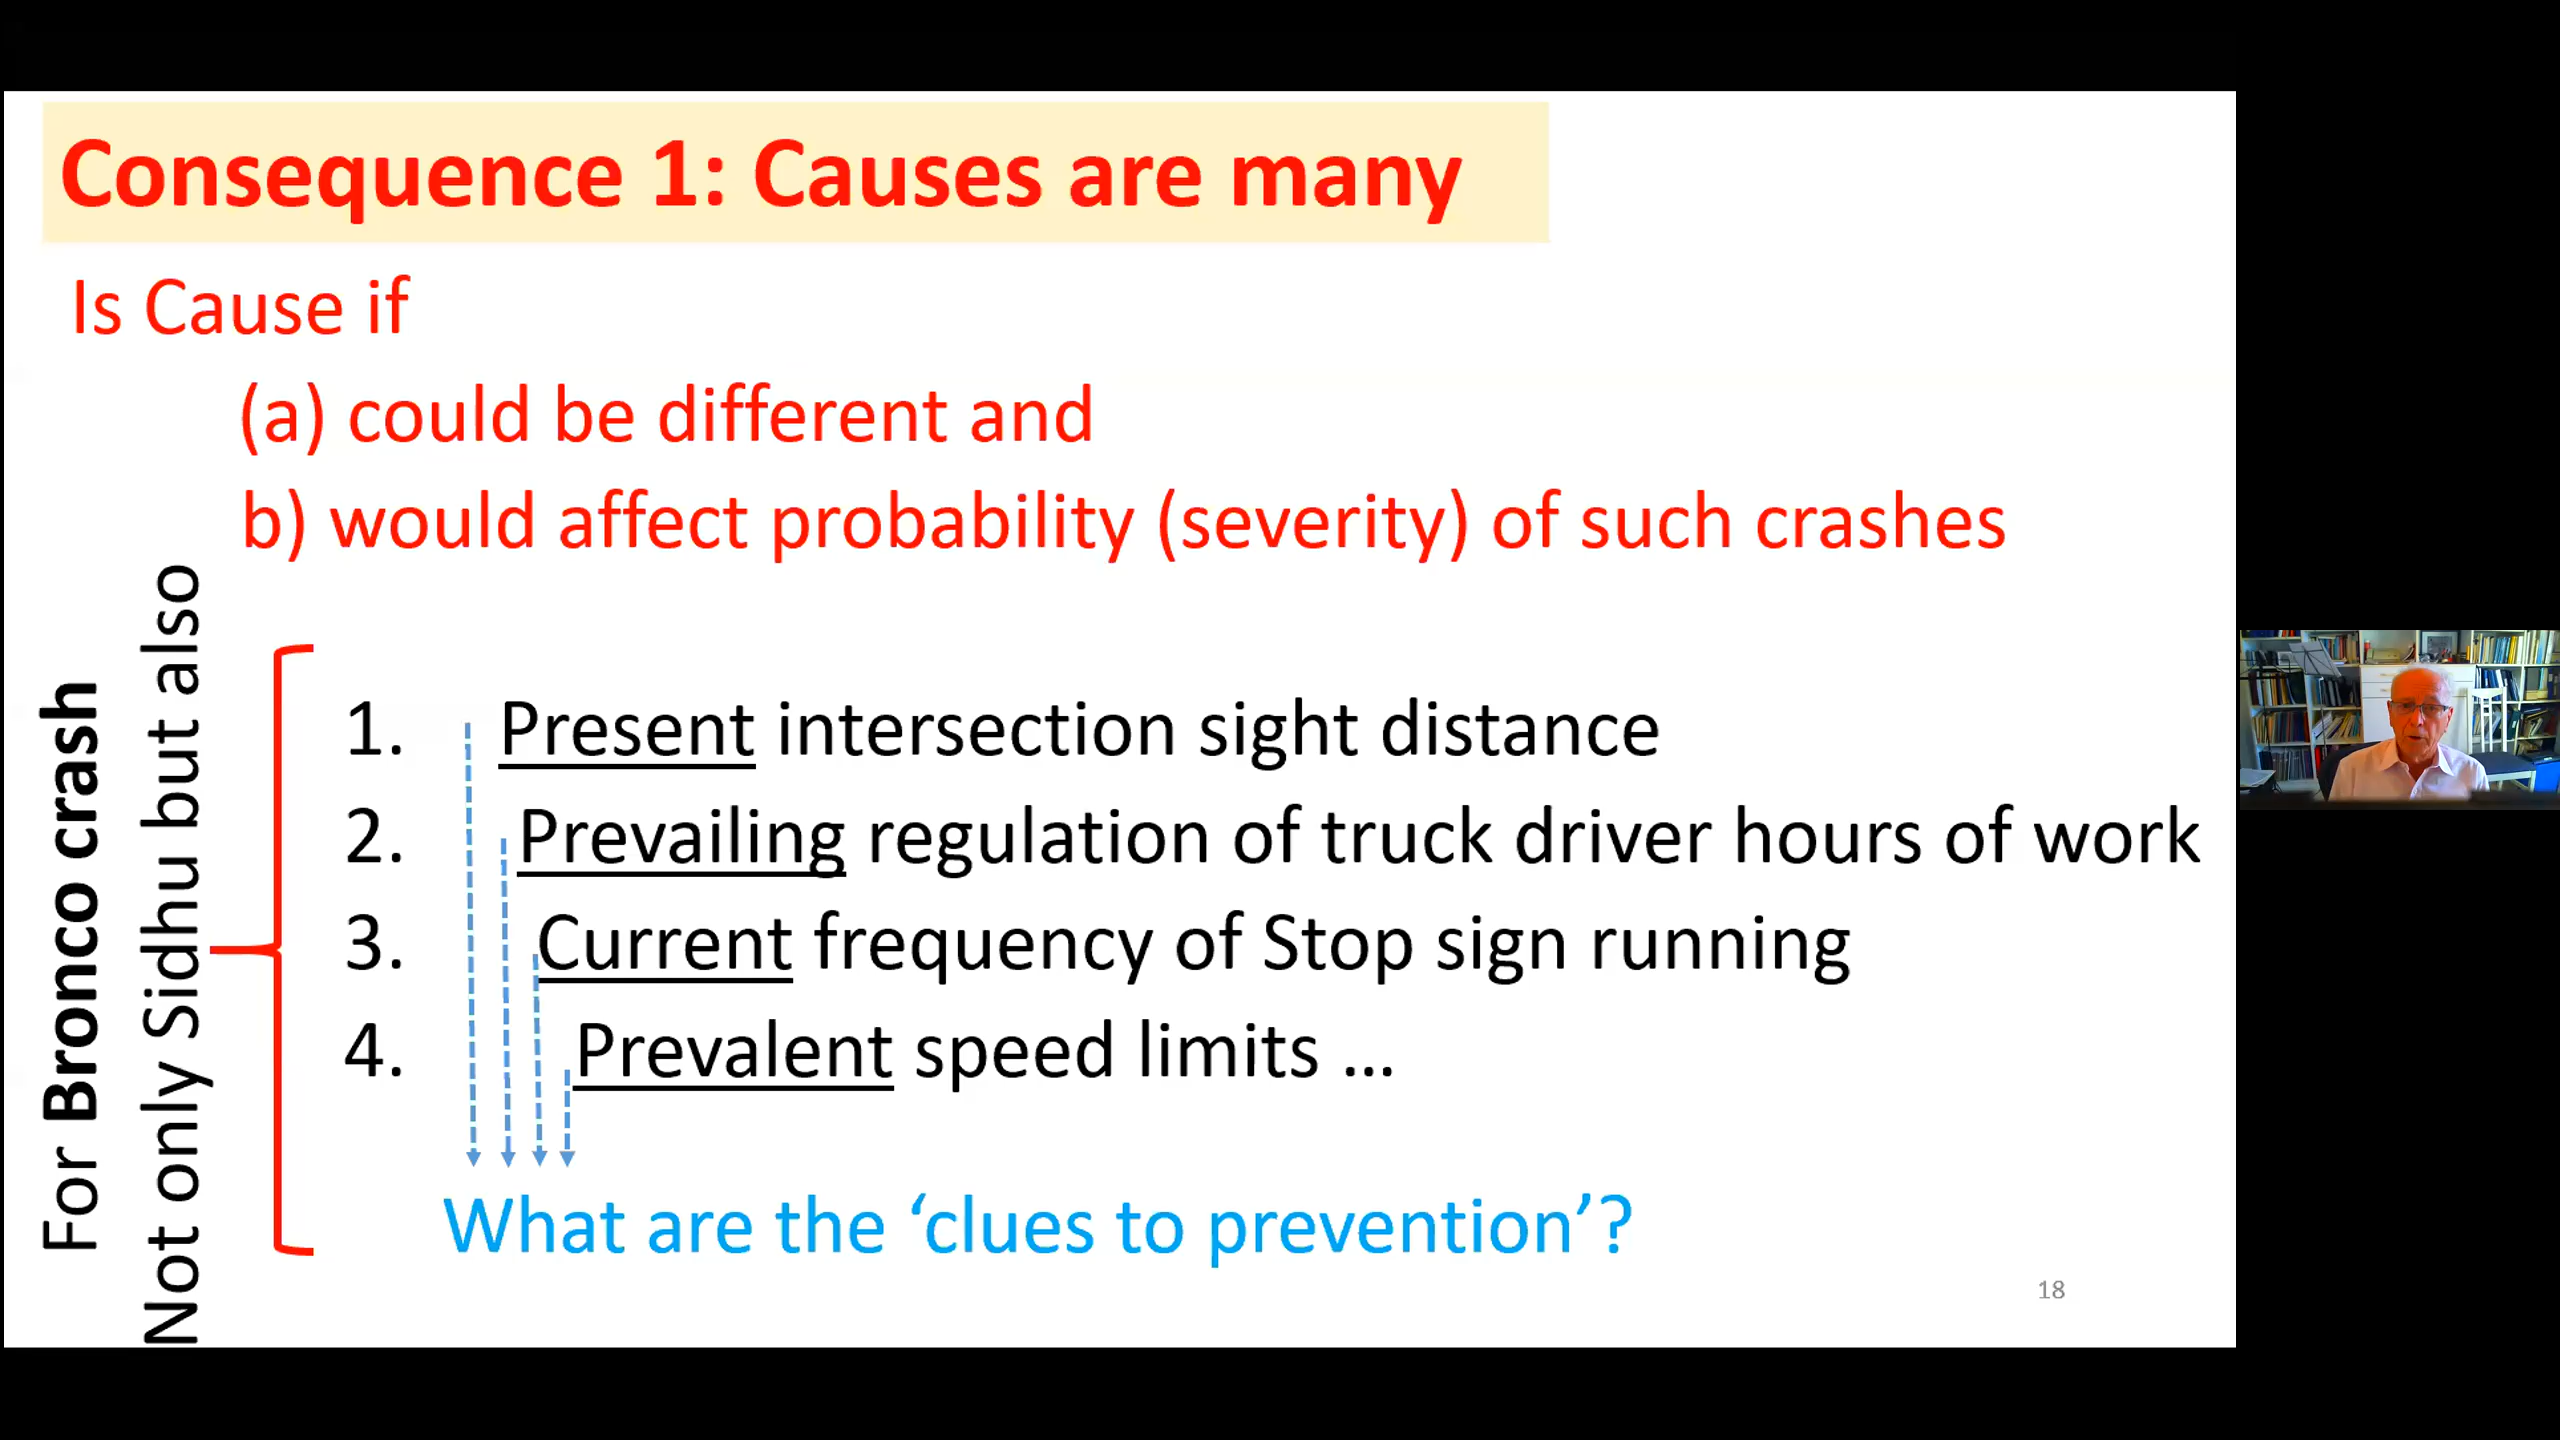 Consequence 1: Causes are many
Is Cause if
(a) could be different and
b) would affect probability (severity) of such crashes
For Bronco crash
Not only Sidhu but also
1. Present intersection sight distance
2. Prevailing regulation of truck driver hours of work
3. Current frequency of Stop sign running
4. Prevalent speed limits ...
What are the ‘clues to prevention’?
18